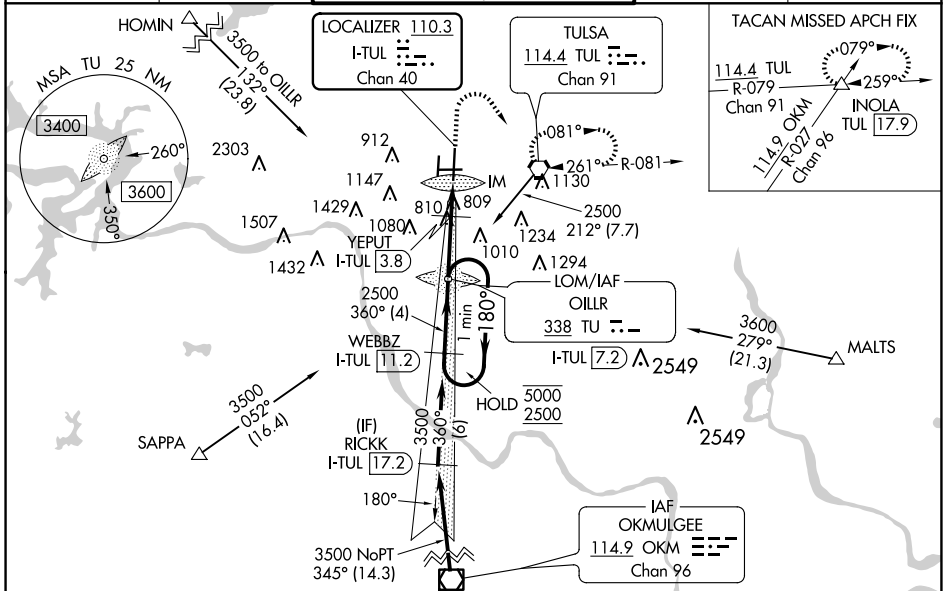 HOMIN
3500 to OILLR
132°
(23.8)
LOCALIZER 110.3
I-TUL
Chan 40
TULSA
114.4 TUL
Chan 91
TACAN MISSED APCH FIX
079°
114.4 TUL
R-079
Chan 91
259°
INOLA
TUL 17.9
114.9 OKM
R-027
Chan 96
MSA TU 25 NM
3400
260°
3600
350°
2303
912
1147
1429
1507
1432
1080
810
809
IM
081°
261°
R-081
1130
2500
212° (7.7)
1234
1010
1294
YEPUT
I-TUL 3.8
LOM/IAF
OILLR
338 TU
I-TUL 7.2
2549
2549
2500
360° (4)
1 min
180°
WEBBZ
I-TUL 11.2
HOLD
5000
2500
3600
279°
(21.3)
MALTS
3500
052°
(16.4)
SAPPA
(IF)
RICKK
I-TUL 17.2
3500
360°
(6)
180°
3500 NoPT
345° (14.3)
IAF
OKMULGEE
114.9 OKM
Chan 96